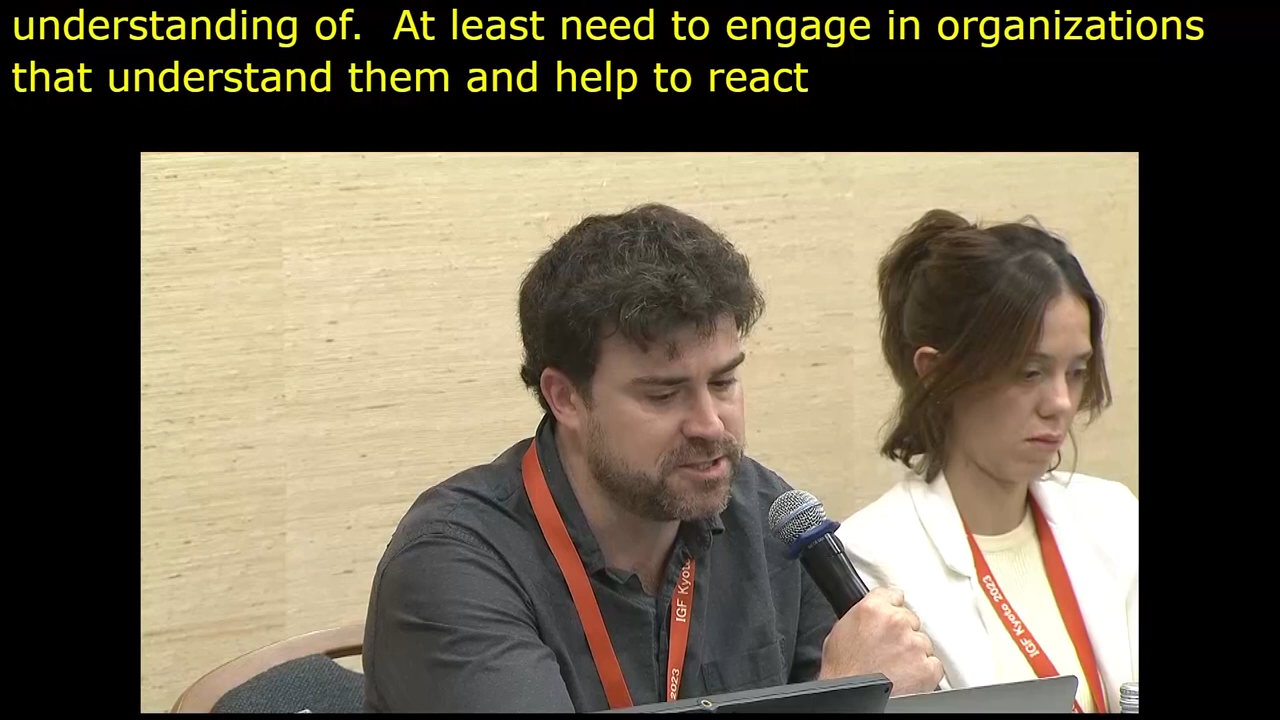 understanding of.  At least need to engage in organizations
that understand them and help to react
IGF Kyoto
2023
IGF Kyoto 2023